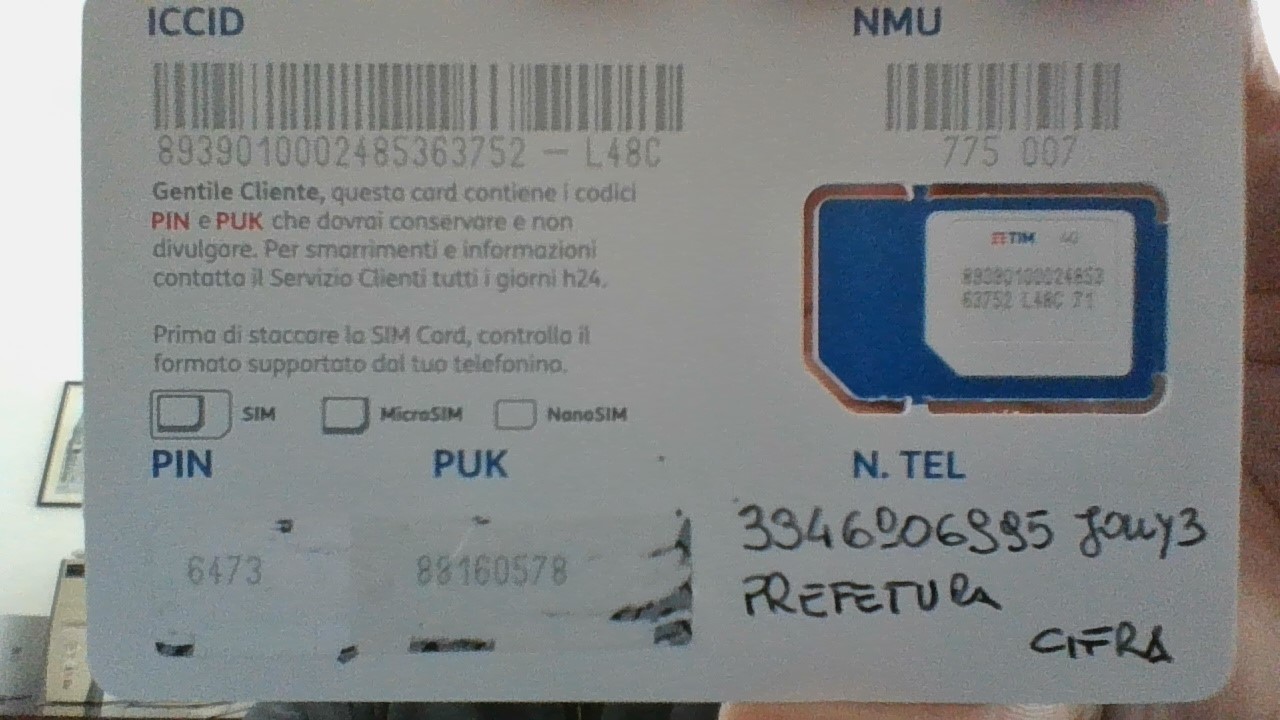 ICCID
NMU
8939010002485363752 – L48C
775 007
Gentile Cliente, questa card contiene i codici
PIN e PUK che dovrai conservare e non
divulgare. Per smarrimenti e informazioni
contatta il Servizio Clienti tutti i giorni h24.
TIM 4G
89390100024853
63752 L48C
Prima di staccare la SIM Card, controlla il
formato supportato dal tuo telefonino.
SIM MicroSIM NanoSIM
PIN
PUK
N. TEL
6473
88160578
PREFETURA
CIFRA